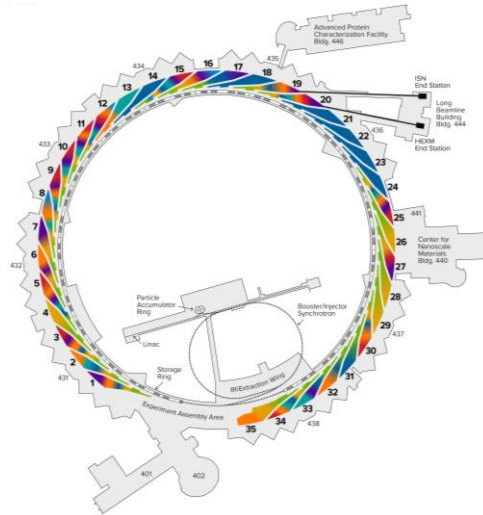 Advanced Protein
Characterization Facility
Bldg. 446
434
435
13
14
15
16
17
18
19
20
ISN
End Station
Long
Beamline
Building
Bldg. 444
HEXM
End Station
12
11
10
9
8
7
6
5
4
3
2
1
433
432
431
21
22
23
24
436
25
26
27
28
29
30
31
32
33
34
35
441
Center for
Nanoscale
Materials
Bldg. 440
437
438
Particle
Accumulator
Ring
Booster/Injector
Synchrotron
Linac
Storage
Ring
Rf/Extraction Wing
Experiment Assembly Area
401
402